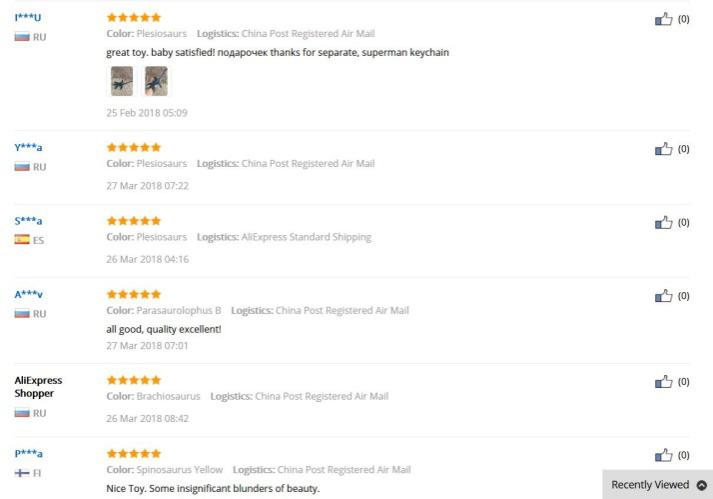 I***U
RU
Color: Plesiosaurs Logistics: China Post Registered Air Mail
great toy. baby satisfied! подарочек thanks for separate, superman keychain
25 Feb 2018 05:09
(0)
Y***a
RU
Color: Plesiosaurs Logistics: China Post Registered Air Mail
27 Mar 2018 07:22
(0)
S***a
ES
Color: Plesiosaurs Logistics: AliExpress Standard Shipping
26 Mar 2018 04:16
(0)
A***v
RU
Color: Parasaurolophus B Logistics: China Post Registered Air Mail
all good, quality excellent!
27 Mar 2018 07:01
(0)
AliExpress
Shopper
RU
Color: Brachiosaurus Logistics: China Post Registered Air Mail
26 Mar 2018 08:42
(0)
P***a
FI
Color: Spinosaurus Yellow Logistics: China Post Registered Air Mail
Nice Toy. Some insignificant blunders of beauty.
(0)
Recently Viewed